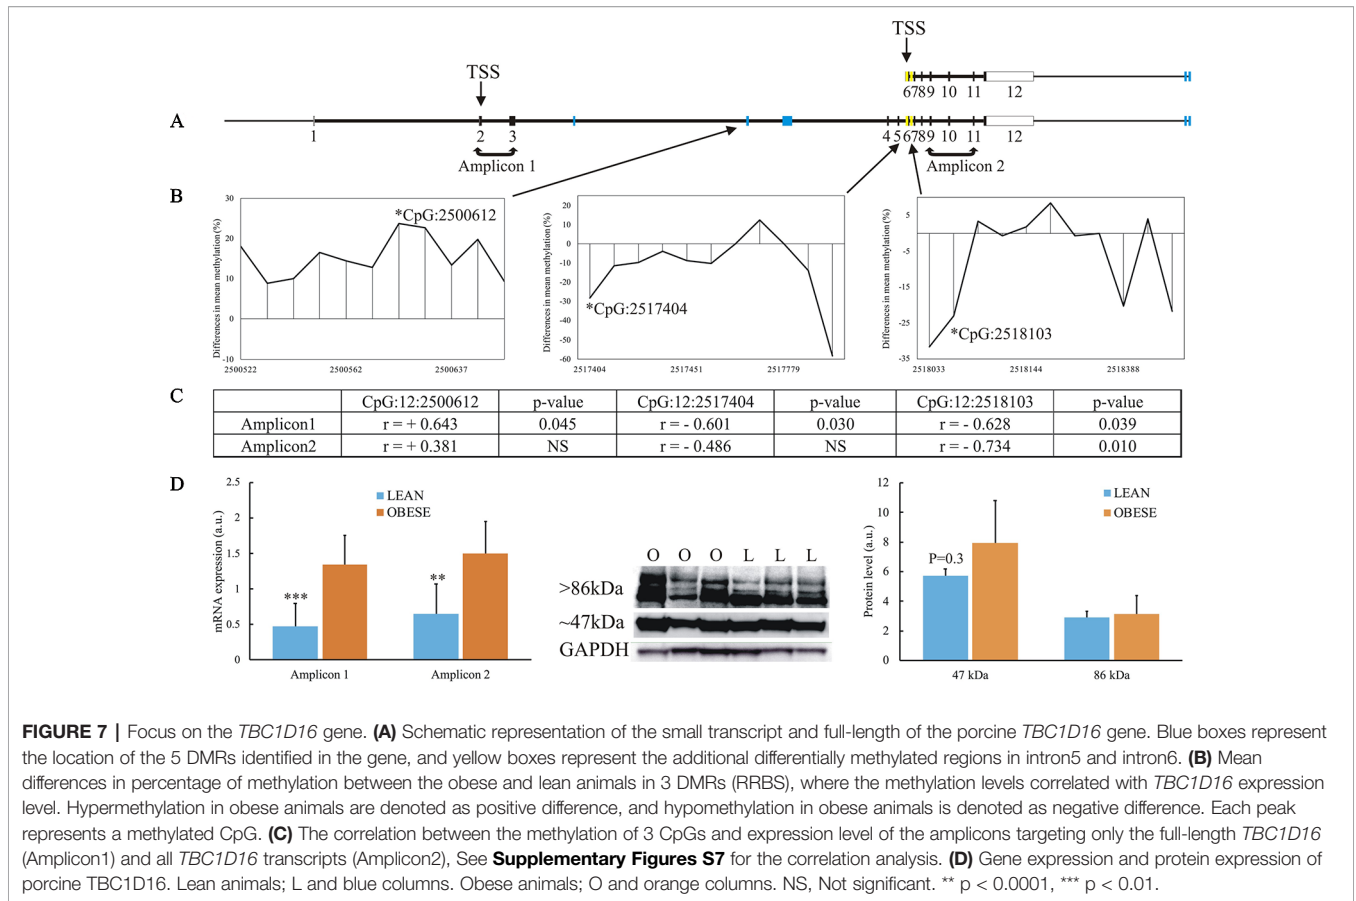 TSS
6 7 8 9 10 11 12
TSS
A
1 2 3 4 5 6 7 8 9 10 11 12
Amplicon 1
Amplicon 2
B
Differences in mean methylation (%)
30
20
10
0
-10
*CpG:2500612
2500522 2500562 2500637
Differences in mean methylation (%)
20
10
0
-10
-20
-30
-40
-50
-60
*CpG:2517404
2517404 2517451 2517779
Differences in mean methylation (%)
5
-5
-15
-25
-35
*CpG:2518103
2518033 2518144 2518388
C
CpG:12:2500612 p-value CpG:12:2517404 p-value CpG:12:2518103 p-value
Amplicon1 r = + 0.643 0.045 r = - 0.601 0.030 r = - 0.628 0.039
Amplicon2 r = + 0.381 NS r = - 0.486 NS r = - 0.734 0.010
D
mRNA expression (a.u.)
2.5
2
1.5
1
0.5
0
LEAN
OBESE
***
**
Amplicon 1 Amplicon 2
O O O L L L
>86kDa
~47kDa
GAPDH
Protein level (a.u.)
12
10
8
6
4
2
0
LEAN
OBESE
P=0.3
47 kDa 86 kDa
FIGURE 7 | Focus on the TBC1D16 gene. (A) Schematic representation of the small transcript and full-length of the porcine TBC1D16 gene. Blue boxes represent
the location of the 5 DMRs identified in the gene, and yellow boxes represent the additional differentially methylated regions in intron5 and intron6. (B) Mean
differences in percentage of methylation between the obese and lean animals in 3 DMRs (RRBS), where the methylation levels correlated with TBC1D16 expression
level. Hypermethylation in obese animals are denoted as positive difference, and hypomethylation in obese animals is denoted as negative difference. Each peak
represents a methylated CpG. (C) The correlation between the methylation of 3 CpGs and expression level of the amplicons targeting only the full-length TBC1D16
(Amplicon1) and all TBC1D16 transcripts (Amplicon2), See Supplementary Figures S7 for the correlation analysis. (D) Gene expression and protein expression of
porcine TBC1D16. Lean animals; L and blue columns. Obese animals; O and orange columns. NS, Not significant. ** p < 0.0001, *** p < 0.01.